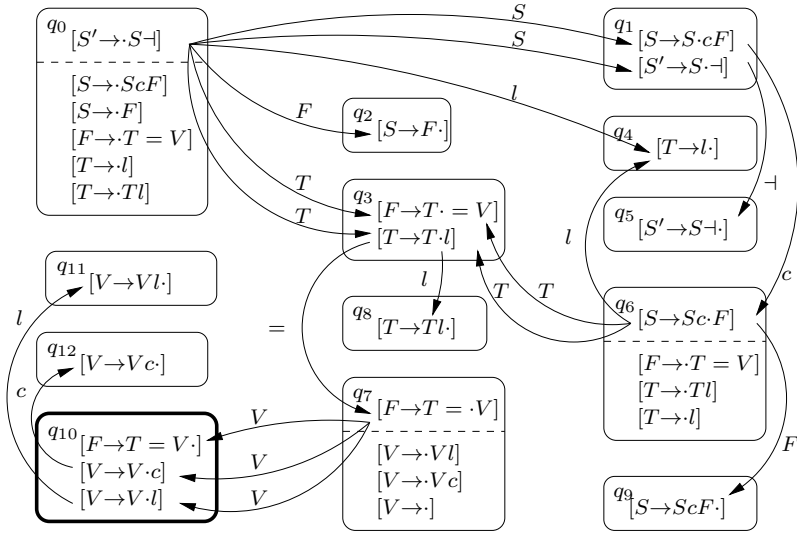 q0 [S′→·S⊣]
[S→·ScF]
[S→·F]
[F→·T = V]
[T→·l]
[T→·Tl]
S
S
l
F
T
T
q1 [S→S·cF]
[S′→S·⊣]
q2 [S→F·]
q4 [T→l·]
⊣
c
q3 [F→T· = V]
[T→T·l]
q5 [S′→S⊣·]
l
q11 [V→Vl·]
l
=
l
q8 [T→Tl·]
T
T
q6 [S→Sc·F]
[F→·T = V]
[T→·Tl]
[T→·l]
F
q12 [V→Vc·]
c
q7 [F→T = ·V]
[V→·Vl]
[V→·Vc]
[V→·]
V
V
V
q10 [F→T = V·]
[V→V·c]
[V→V·l]
q9 [S→ScF·]